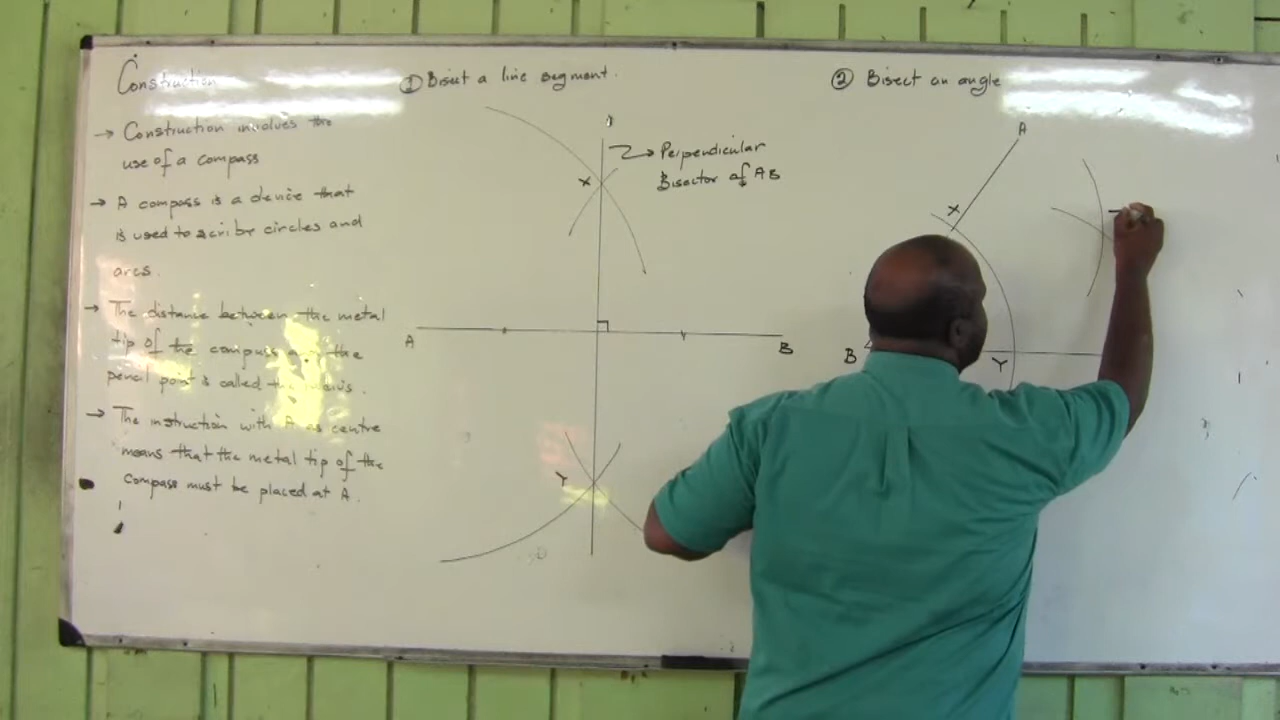 Construction
→ Construction involves the
use of a compass
→ A compass is a device that
is used to scribe circles and
arcs.
→ The distance between the metal
tip of the compass and the
pencil point is called the radius.
→ The instruction with A as centre
means that the metal tip of the
compass must be placed at A.
① Bisect a line segment.
→ Perpendicular
Bisector of AB
X
A
B
Y
② Bisect an angle
A
X
B
Y